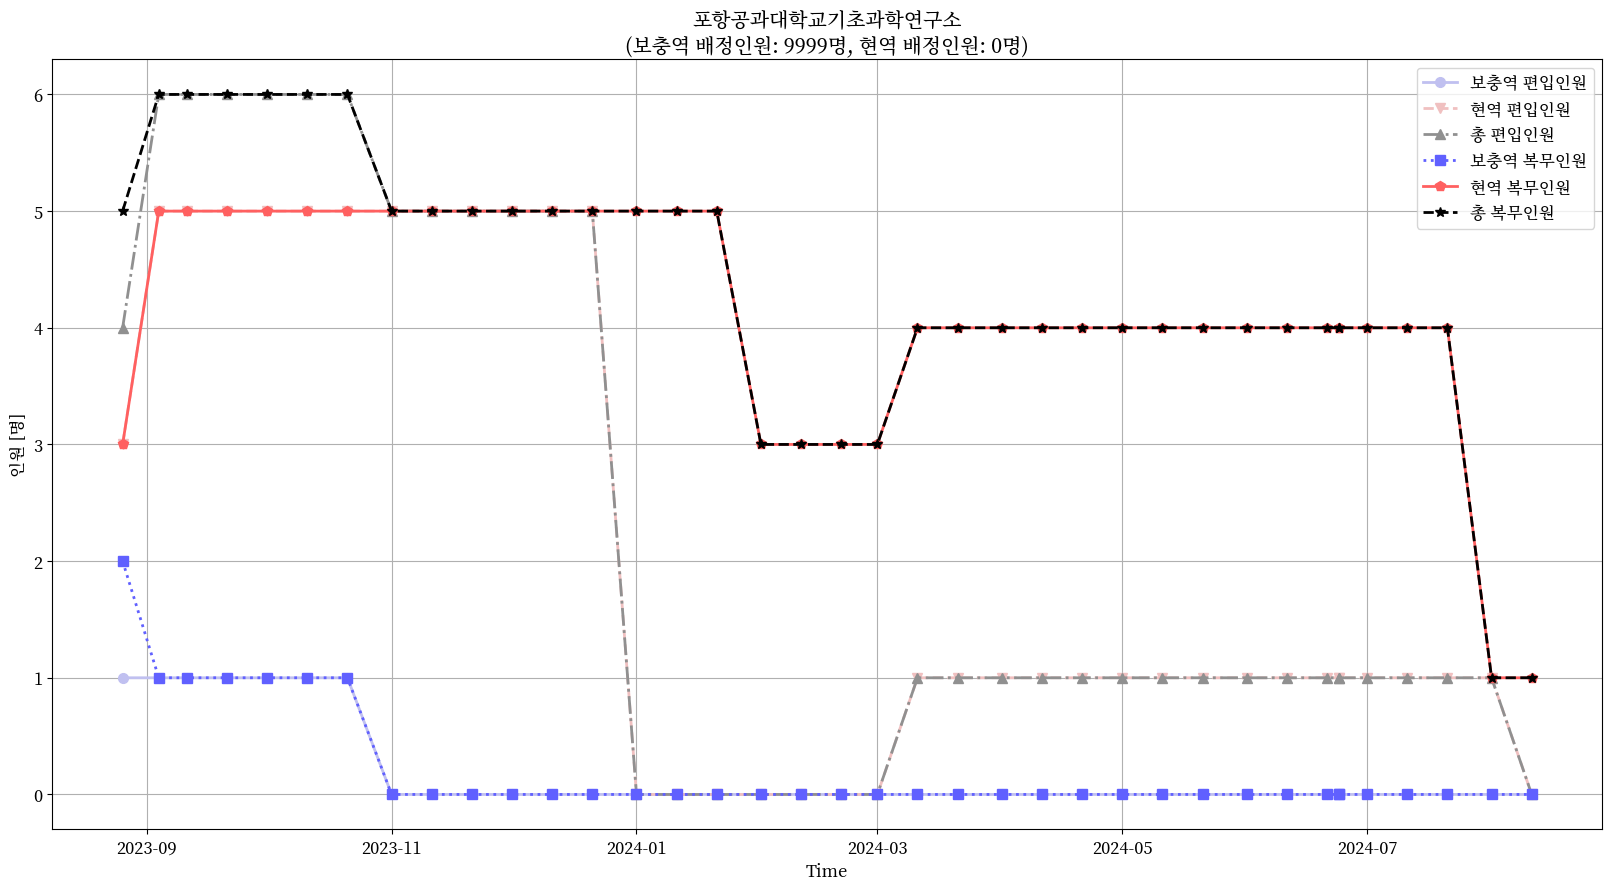 포항공과대학교기초과학연구소
(보충역 배정인원: 9999명, 현역 배정인원: 0명)
보충역 편입인원
현역 편입인원
총 편입인원
보충역 복무인원
현역 복무인원
총 복무인원
인원 [명]
6
5
4
3
2
1
0
2023-09
2023-11
2024-01
2024-03
2024-05
2024-07
Time